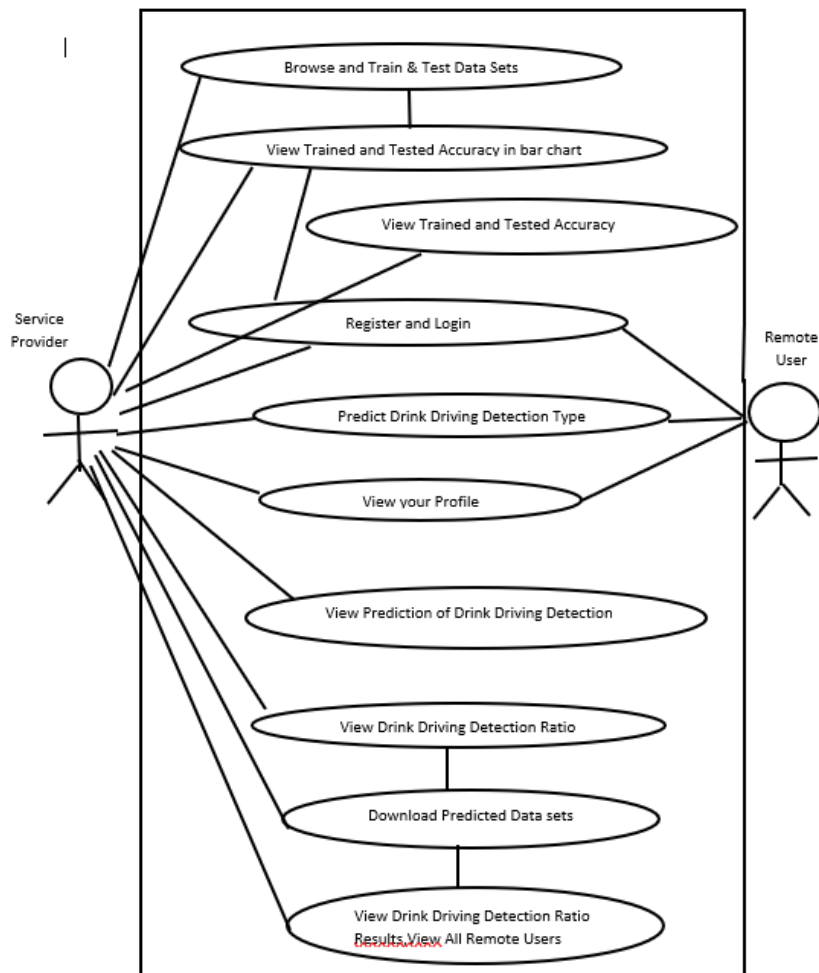 Browse and Train & Test Data Sets
View Trained and Tested Accuracy in bar chart
View Trained and Tested Accuracy
Service
Provider
Register and Login
Remote
User
Predict Drink Driving Detection Type
View your Profile
View Prediction of Drink Driving Detection
View Drink Driving Detection Ratio
Download Predicted Data sets
View Drink Driving Detection Ratio
Results View All Remote Users